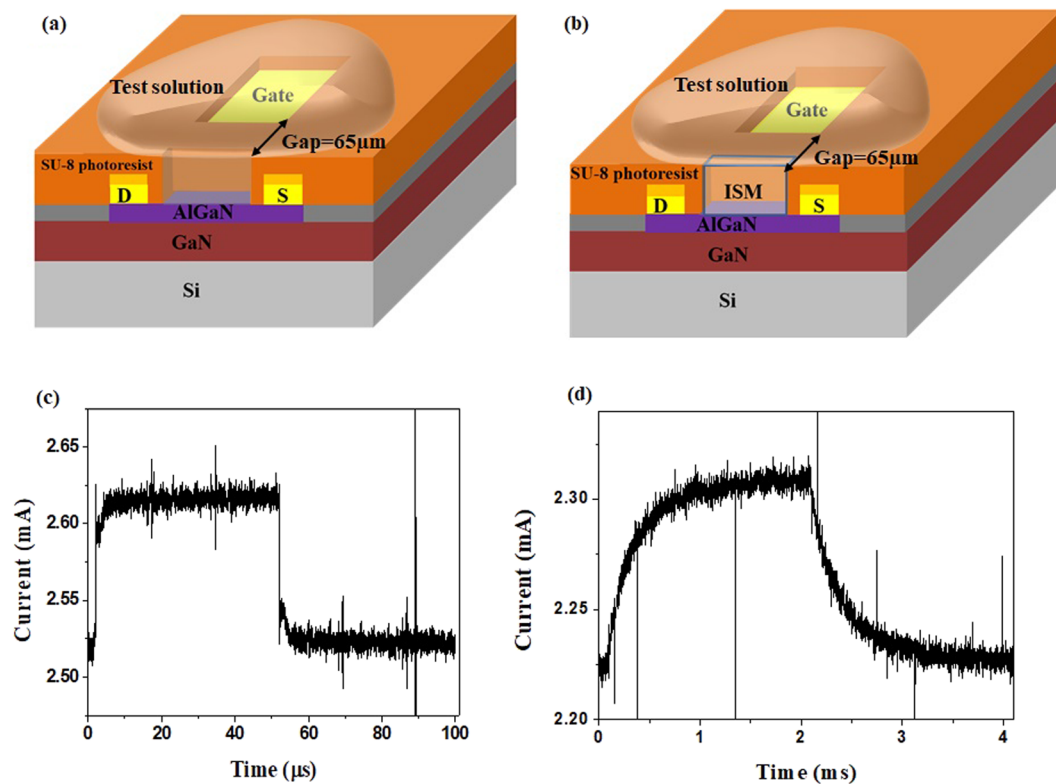 (a)
Test solution
Gate
Gap=65μm
SU-8 photoresist
D
S
AlGaN
GaN
Si
(b)
Test solution
Gate
Gap=65μm
SU-8 photoresist
ISM
D
S
AlGaN
GaN
Si
(c)
2.65
2.60
2.55
2.50
Current (mA)
0 20 40 60 80 100
Time (μs)
(d)
2.30
2.25
2.20
Current (mA)
0 1 2 3 4
Time (ms)